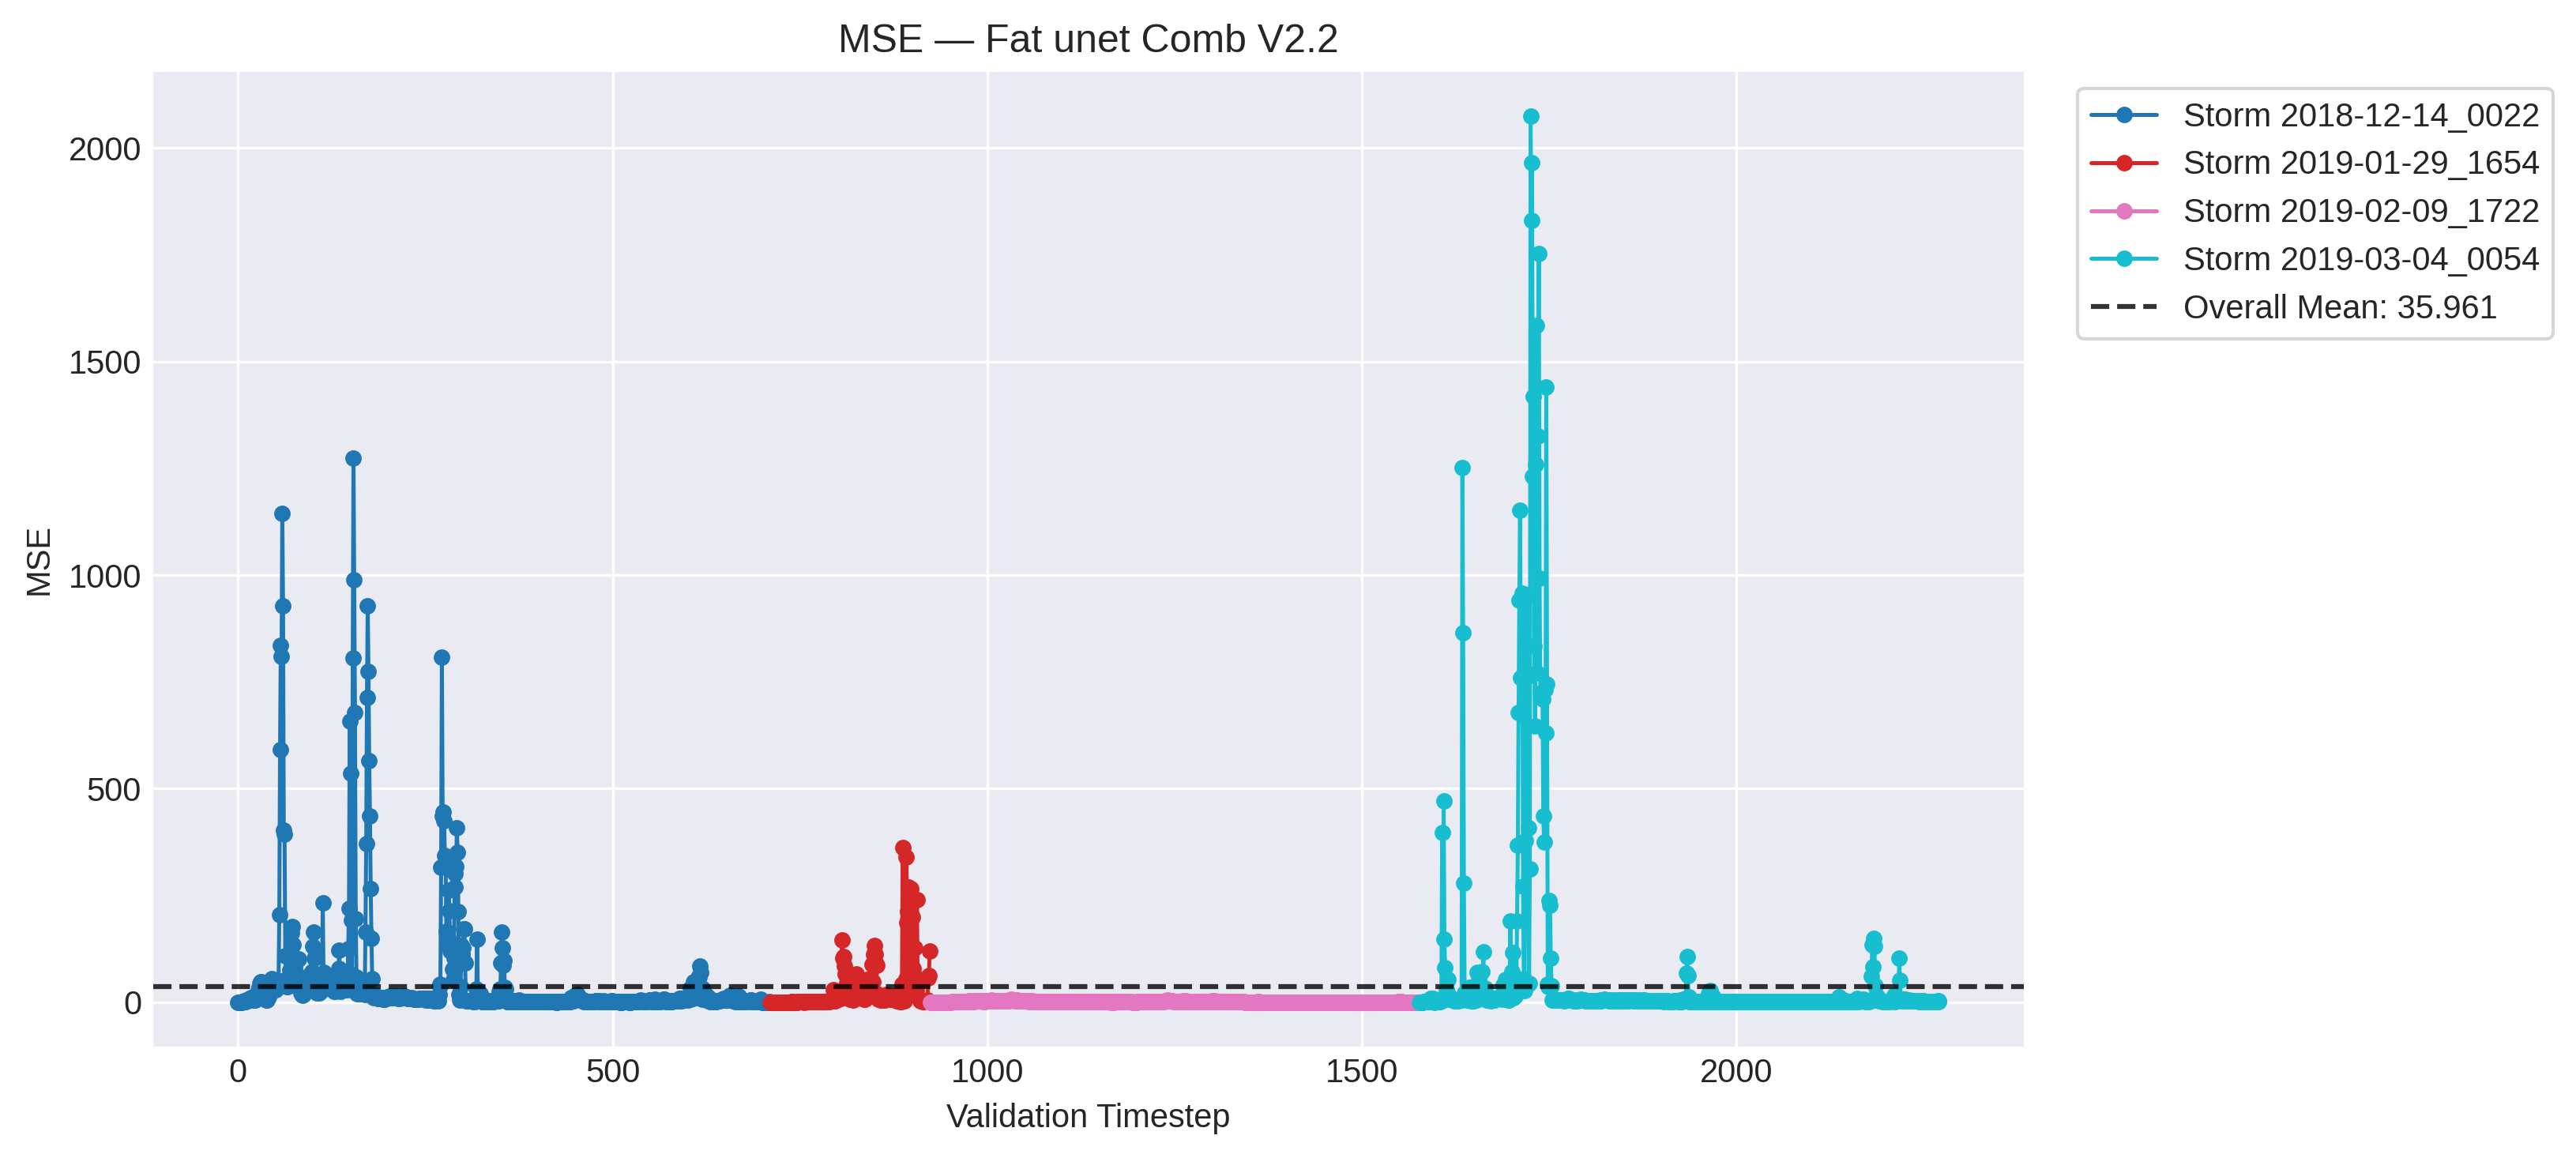 MSE — Fat unet Comb V2.2
Storm 2018-12-14_0022
Storm 2019-01-29_1654
Storm 2019-02-09_1722
Storm 2019-03-04_0054
Overall Mean: 35.961
MSE
2000
1500
1000
500
0
0 500 1000 1500 2000
Validation Timestep